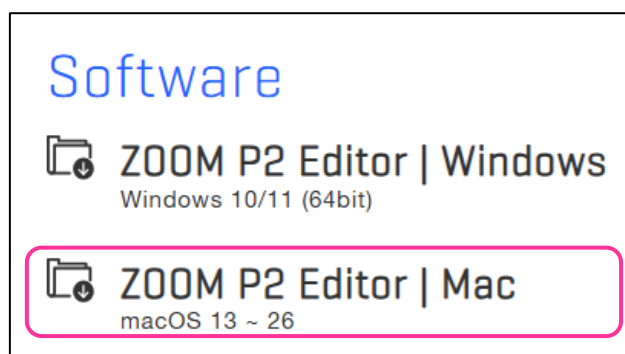 Software
ZOOM P2 Editor | Windows
Windows 10/11 (64bit)
ZOOM P2 Editor | Mac
macOS 13 ~ 26